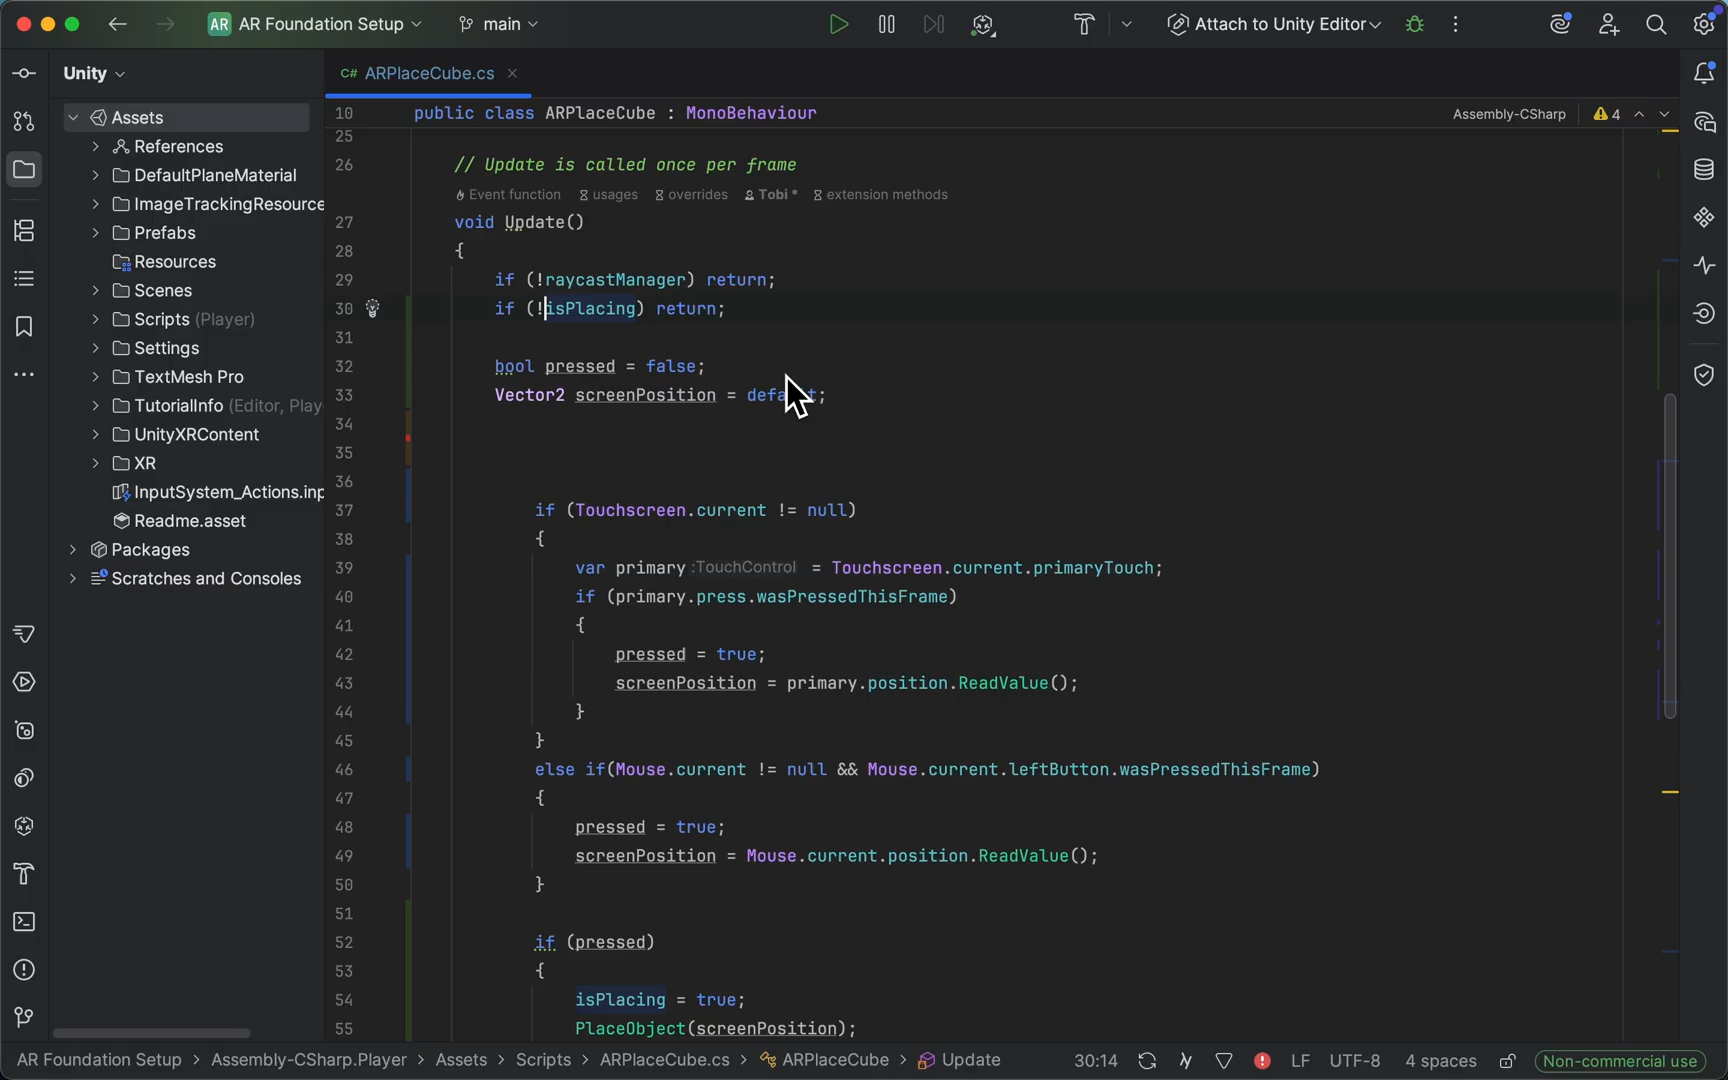 AR AR Foundation Setup main Attach to Unity Editor
Unity
C# ARPlaceCube.cs
Assets
References
DefaultPlaneMaterial
ImageTrackingResource
Prefabs
Resources
Scenes
Scripts (Player)
Settings
TextMesh Pro
TutorialInfo (Editor, Play
UnityXRContent
XR
InputSystem_Actions.inp
Readme.asset
Packages
Scratches and Consoles
10 public class ARPlaceCube : MonoBehaviour Assembly-CSharp 4
25
26 // Update is called once per frame
Event function usages overrides Tobi * extension methods
27 void Update()
28 {
29 if (!raycastManager) return;
30 if (!isPlacing) return;
31
32 bool pressed = false;
33 Vector2 screenPosition = default;
34
35
36
37 if (Touchscreen.current != null)
38 {
39 var primary :TouchControl = Touchscreen.current.primaryTouch;
40 if (primary.press.wasPressedThisFrame)
41 {
42 pressed = true;
43 screenPosition = primary.position.ReadValue();
44 }
45 }
46 else if(Mouse.current != null && Mouse.current.leftButton.wasPressedThisFrame)
47 {
48 pressed = true;
49 screenPosition = Mouse.current.position.ReadValue();
50 }
51
52 if (pressed)
53 {
54 isPlacing = true;
55 PlaceObject(screenPosition);
AR Foundation Setup > Assembly-CSharp.Player > Assets > Scripts > ARPlaceCube.cs > ARPlaceCube > Update 30:14 LF UTF-8 4 spaces Non-commercial use